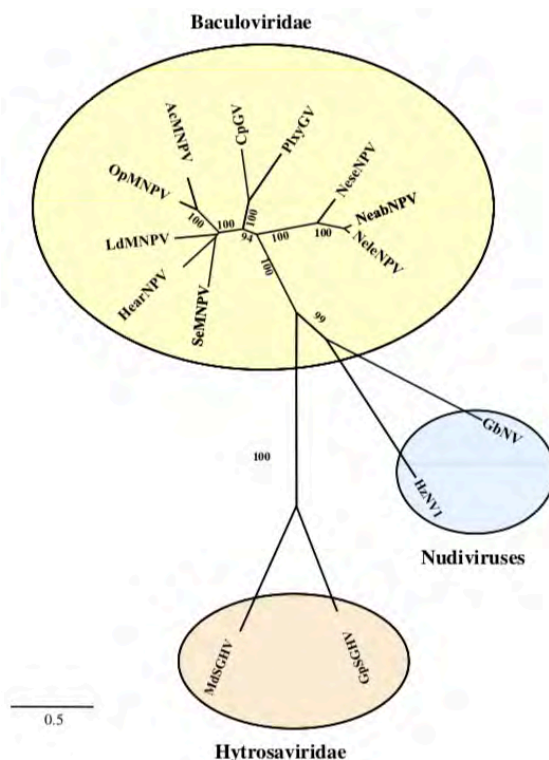 Baculoviridae
AcMNPV
CpGV
PlxyGV
OpMNPV
NeseNPV
NeabNPV
NeleNPV
LdMNPV
HearNPV
SeMNPV
100
100
100
94
100
100
100
99
GbNV
HzNV1
100
Nudiviruses
MdSGHV
GpSGHV
0.5
Hytrosaviridae